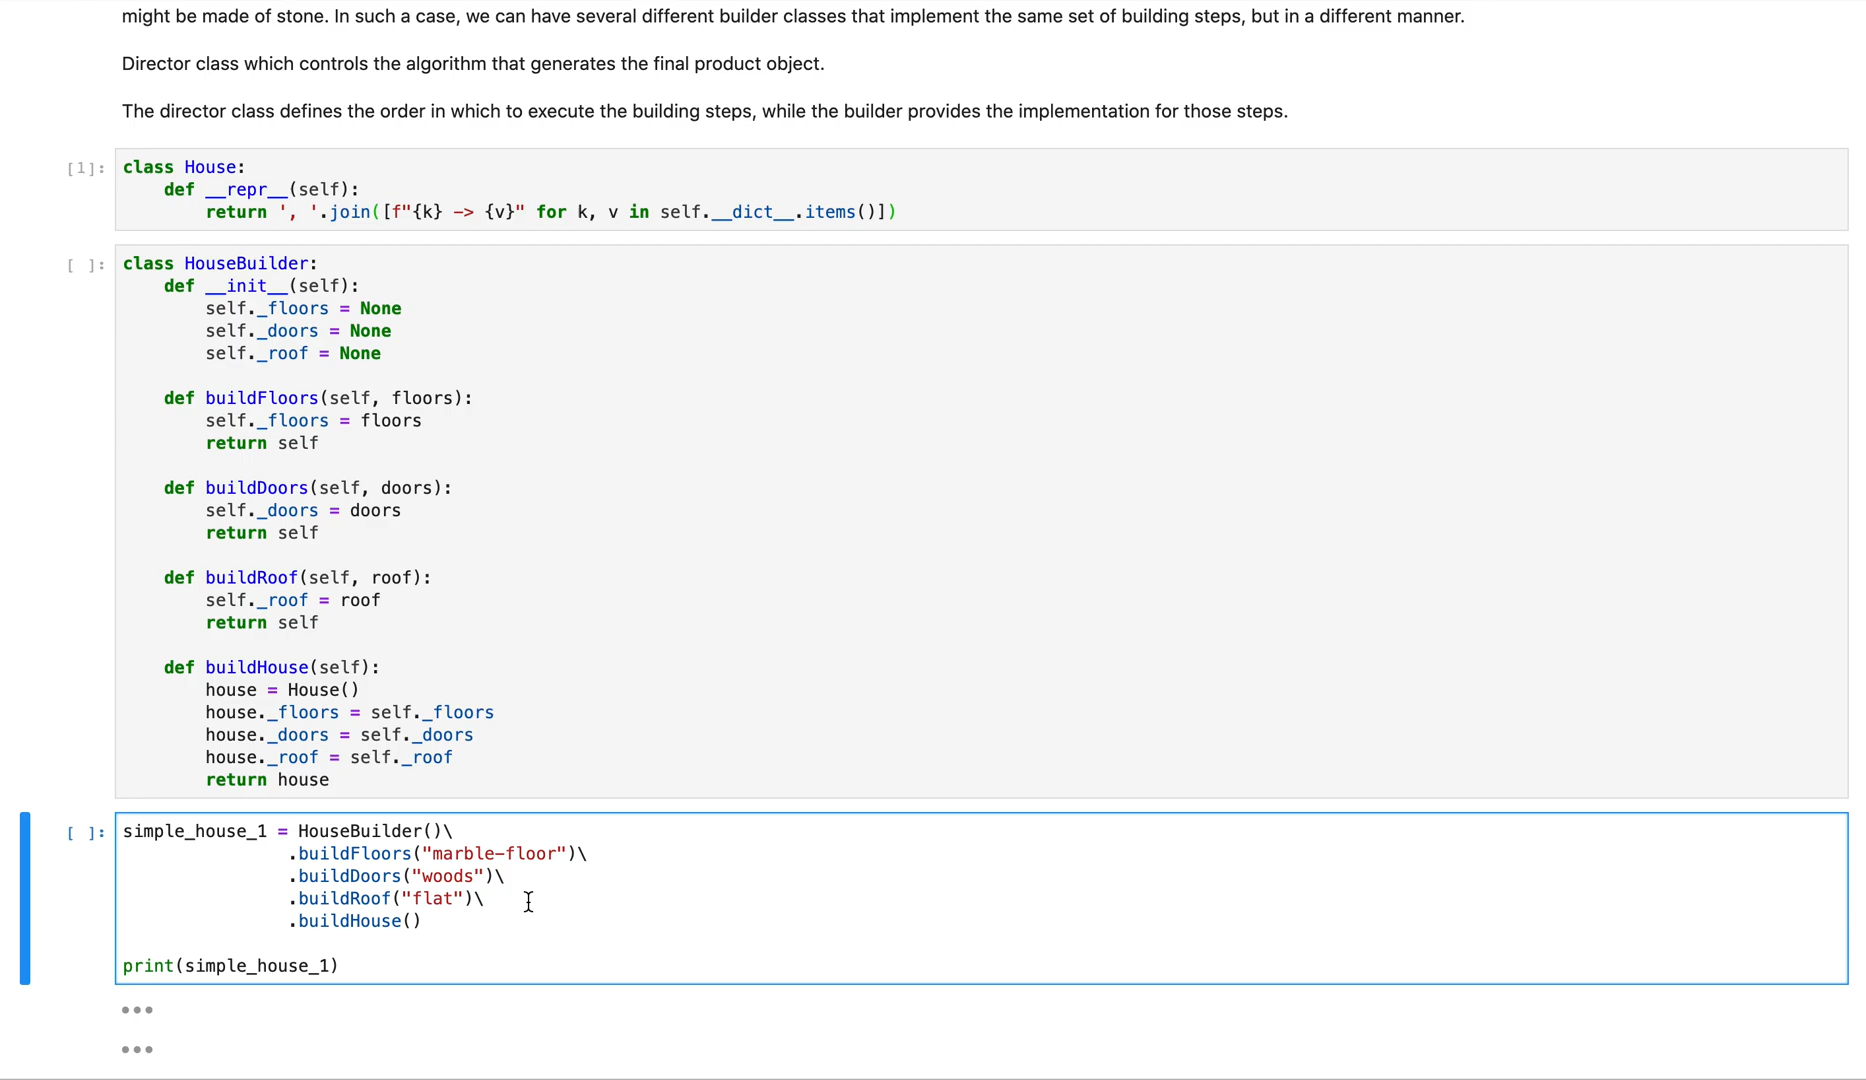 might be made of stone. In such a case, we can have several different builder classes that implement the same set of building steps, but in a different manner.
Director class which controls the algorithm that generates the final product object.
The director class defines the order in which to execute the building steps, while the builder provides the implementation for those steps.
[1]: class House:
    def __repr__(self):
        return ', '.join([f"{k} -> {v}" for k, v in self.__dict__.items()])
[ ]: class HouseBuilder:
    def __init__(self):
        self._floors = None
        self._doors = None
        self._roof = None
    def buildFloors(self, floors):
        self._floors = floors
        return self
    def buildDoors(self, doors):
        self._doors = doors
        return self
    def buildRoof(self, roof):
        self._roof = roof
        return self
    def buildHouse(self):
        house = House()
        house._floors = self._floors
        house._doors = self._doors
        house._roof = self._roof
        return house
[ ]: simple_house_1 = HouseBuilder()\
                .buildFloors("marble-floor")\
                .buildDoors("woods")\
                .buildRoof("flat")\
                .buildHouse()
print(simple_house_1)